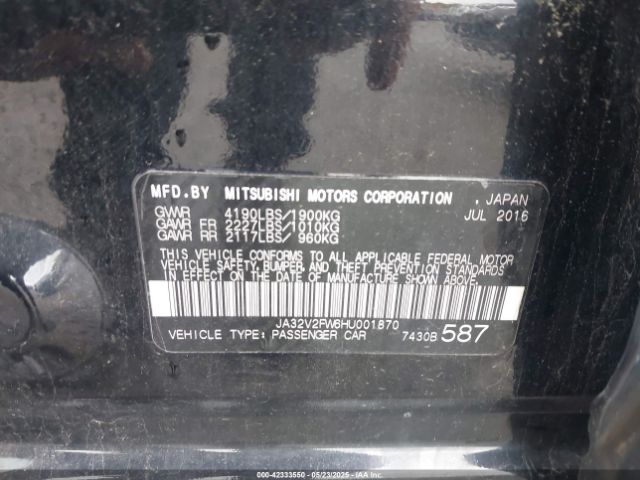 MFD.BY MITSUBISHI MOTORS CORPORATION , JAPAN
GVWR 4190LBS/1900KG JUL 2016
GAWR FR 2227LBS/1010KG
GAWR RR 2117LBS/ 960KG
THIS VEHICLE CONFORMS TO ALL APPLICABLE FEDERAL MOTOR
VEHICLE SAFETY, BUMPER, AND THEFT PREVENTION STANDARDS
IN EFFECT ON THE DATE OF MANUFACTURE SHOWN ABOVE.
JA32V2FW6HU001870
VEHICLE TYPE: PASSENGER CAR 7430B 587
000-42333550 - 05/23/2025 - IAAI.COM